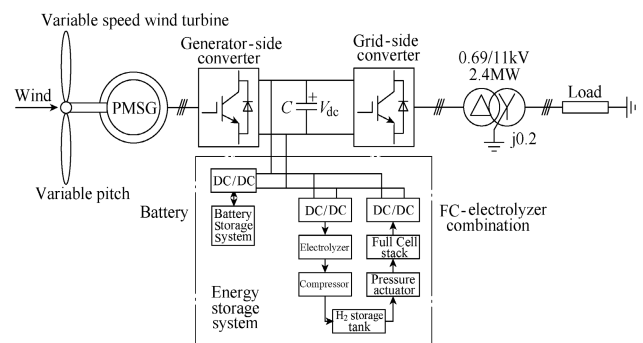 Variable speed wind turbine
Generator-side
converter
Grid-side
converter
0.69/11kV
2.4MW
Wind
PMSG
C
+
Vdc
Load
j0.2
Variable pitch
Battery
DC/DC
Battery
Storage
System
DC/DC
DC/DC
FC-electrolyzer
combination
Electrolyzer
Full Cell
stack
Compressor
Pressure
actuator
Energy
storage
system
H2 storage
tank